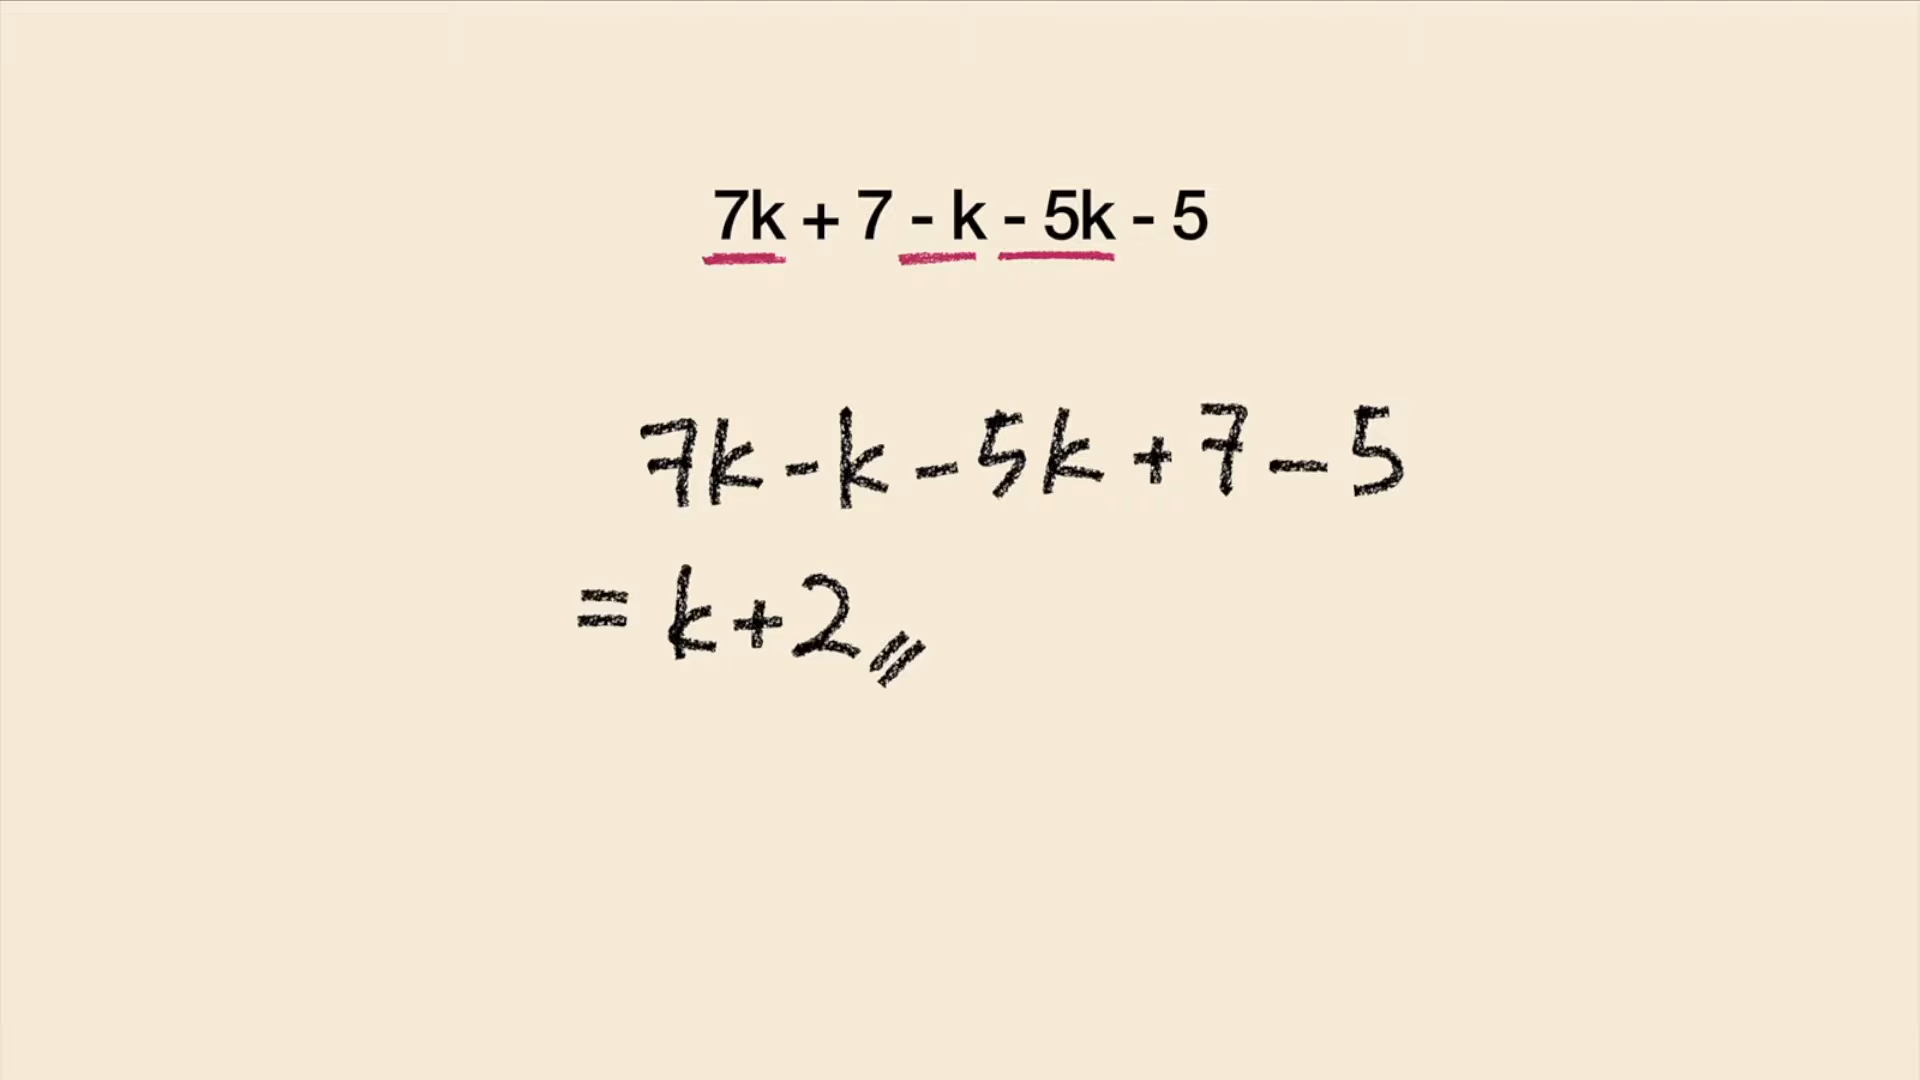 7k + 7 - k - 5k - 5
7k - k - 5k + 7 - 5
= k + 2 //